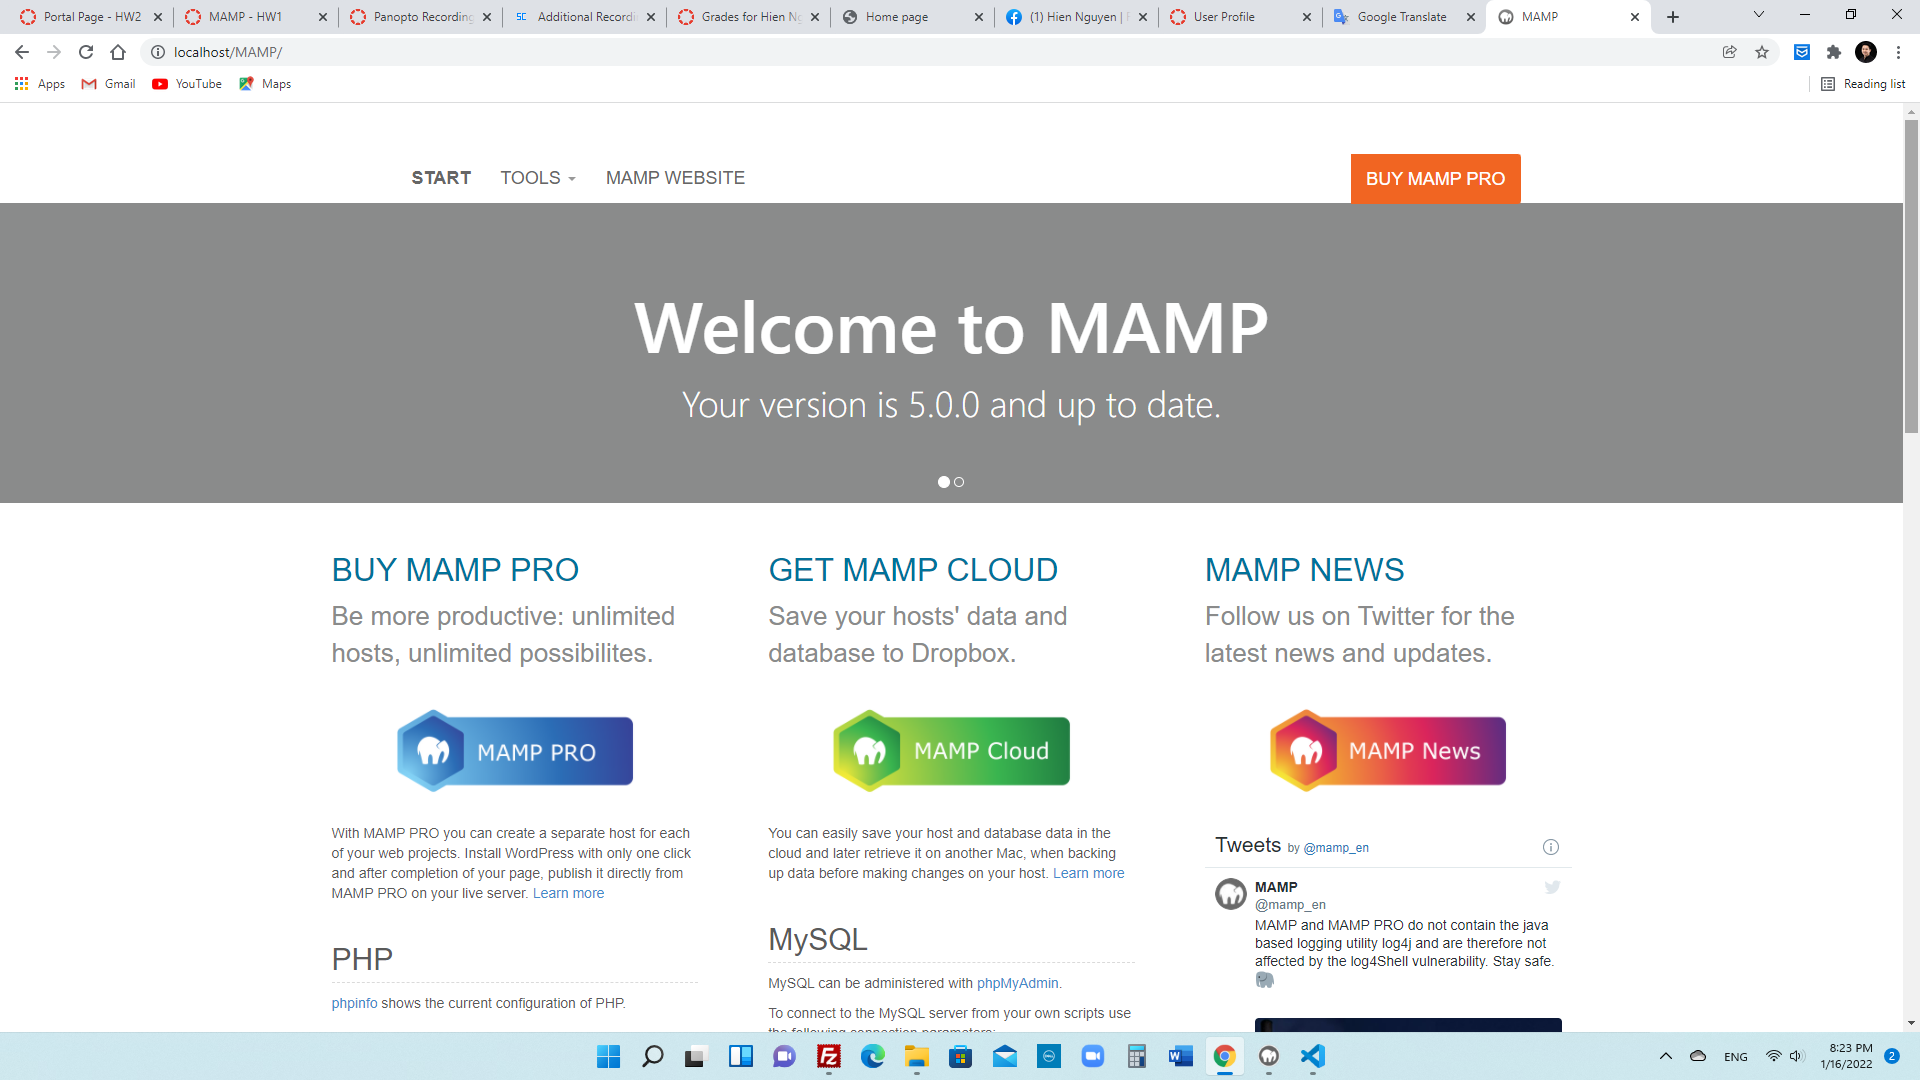 Portal Page - HW2
MAMP - HW1
Panopto Recording
Additional Recordi
Grades for Hien Ng
Home page
(1) Hien Nguyen | F
User Profile
Google Translate
MAMP
localhost/MAMP/
Apps
Gmail
YouTube
Maps
Reading list
START
TOOLS
MAMP WEBSITE
BUY MAMP PRO
Welcome to MAMP
Your version is 5.0.0 and up to date.
BUY MAMP PRO
Be more productive: unlimited
hosts, unlimited possibilites.
MAMP PRO
With MAMP PRO you can create a separate host for each
of your web projects. Install WordPress with only one click
and after completion of your page, publish it directly from
MAMP PRO on your live server. Learn more
PHP
phpinfo shows the current configuration of PHP.
GET MAMP CLOUD
Save your hosts' data and
database to Dropbox.
MAMP Cloud
You can easily save your host and database data in the
cloud and later retrieve it on another Mac, when backing
up data before making changes on your host. Learn more
MySQL
MySQL can be administered with phpMyAdmin.
To connect to the MySQL server from your own scripts use
the following connection parameters:
MAMP NEWS
Follow us on Twitter for the
latest news and updates.
MAMP News
Tweets by @mamp_en
MAMP
@mamp_en
MAMP and MAMP PRO do not contain the java
based logging utility log4j and are therefore not
affected by the log4Shell vulnerability. Stay safe.
ENG
8:23 PM
1/16/2022
2